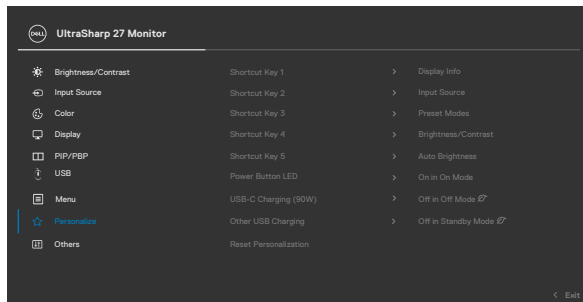 DELL UltraSharp 27 Monitor
Brightness/Contrast Shortcut Key 1 > Display Info
Input Source Shortcut Key 2 > Input Source
Color Shortcut Key 3 > Preset Modes
Display Shortcut Key 4 > Brightness/Contrast
PIP/PBP Shortcut Key 5 > Auto Brightness
USB Power Button LED > On in On Mode
Menu USB-C Charging (90W) > Off in Off Mode
Personalize Other USB Charging > Off in Standby Mode
Others Reset Personalization
< Exit